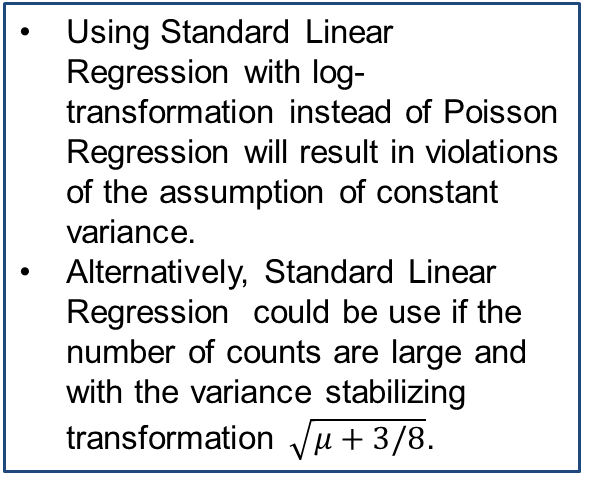 • Using Standard Linear
Regression with log-
transformation instead of Poisson
Regression will result in violations
of the assumption of constant
variance.
• Alternatively, Standard Linear
Regression could be use if the
number of counts are large and
with the variance stabilizing
transformation √(μ + 3/8).